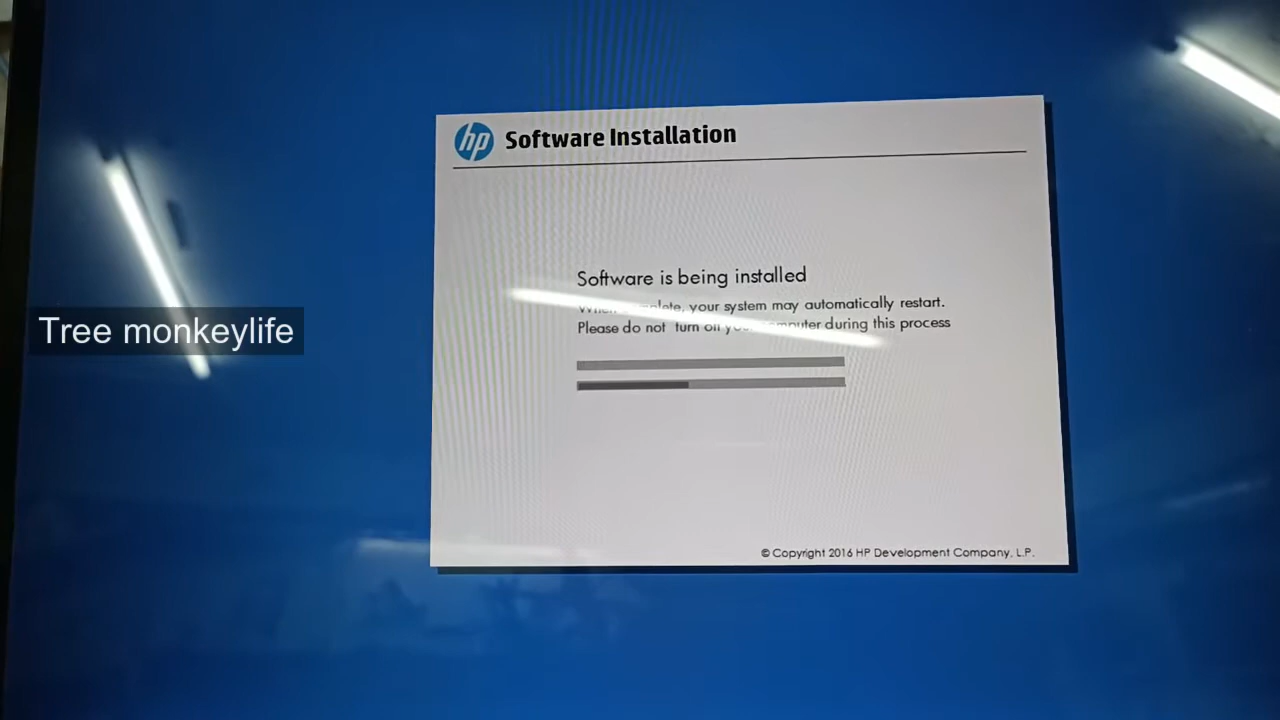 hp Software Installation
Software is being installed
your system may automatically restart.
Please do not turn computer during this process
Tree monkeylife
© Copyright 2016 HP Development Company, L.P.